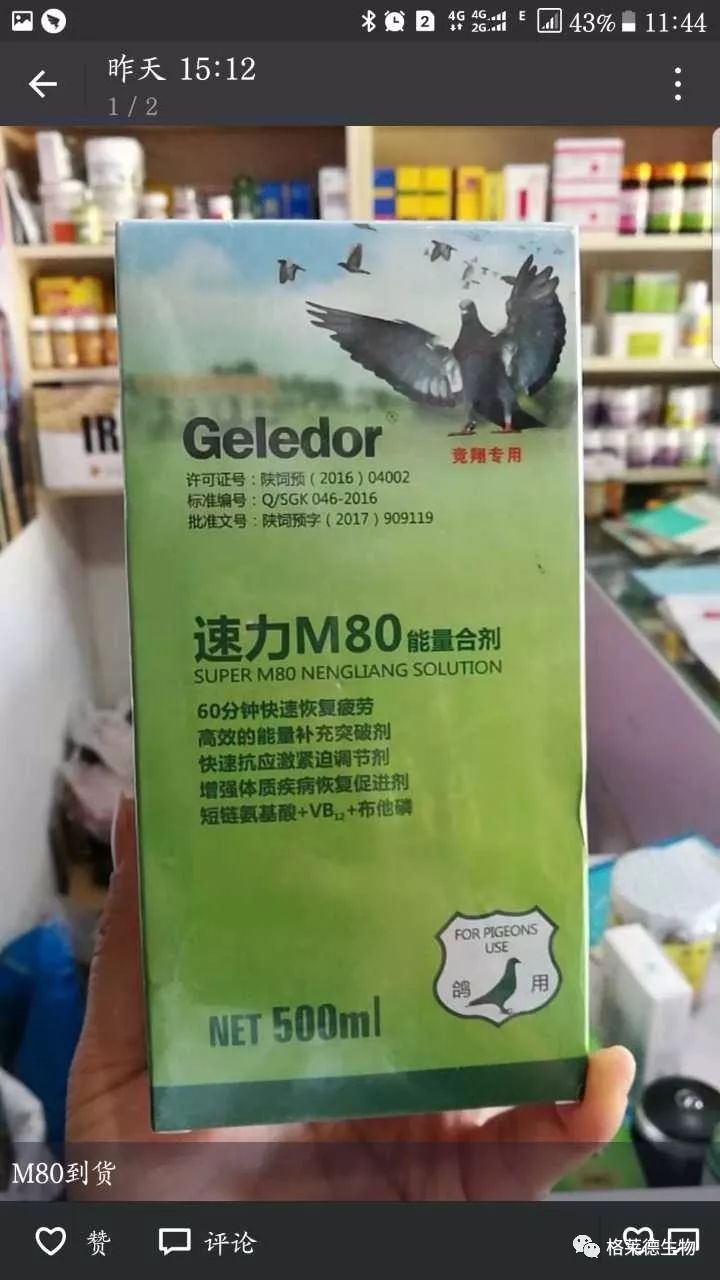 2 4G 4G 2G E 43% 11:44
昨天 15:12
1 / 2
IR
Geledor
竞翔专用
许可证号：陕饲预（2016）04002
标准编号：Q/SGK 046-2016
批准文号：陕饲预字（2017）909119
速力M80能量合剂
SUPER M80 NENGLIANG SOLUTION
60分钟快速恢复疲劳
高效的能量补充突破剂
快速抗应激紧迫调节剂
增强体质疾病恢复促进剂
短链氨基酸+VB₁₂+布他磷
FOR PIGEONS
USE
鸽 用
NET 500ml
M80到货
赞 评论
格莱德生物